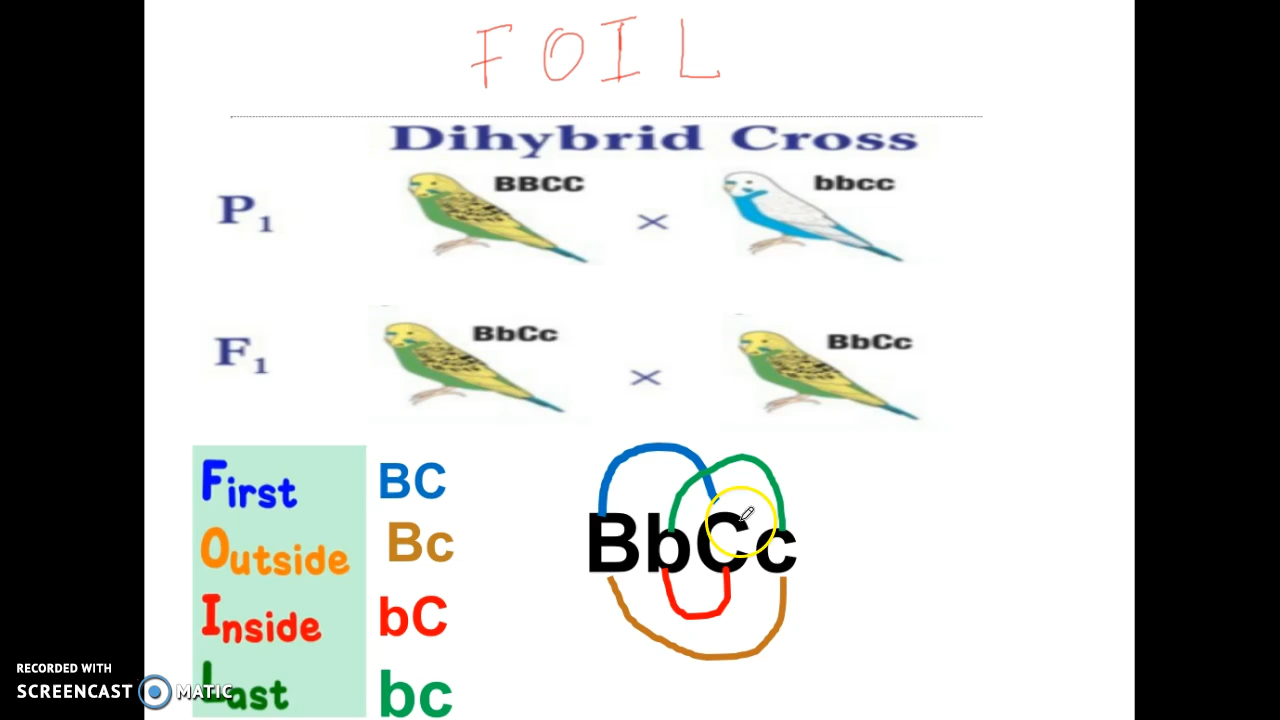 FOIL
Dihybrid Cross
P1 BBCC × bbcc
F1 BbCc × BbCc
First BC
Outside Bc
Inside bC
Last bc
BbCc
RECORDED WITH
SCREENCAST MATIC